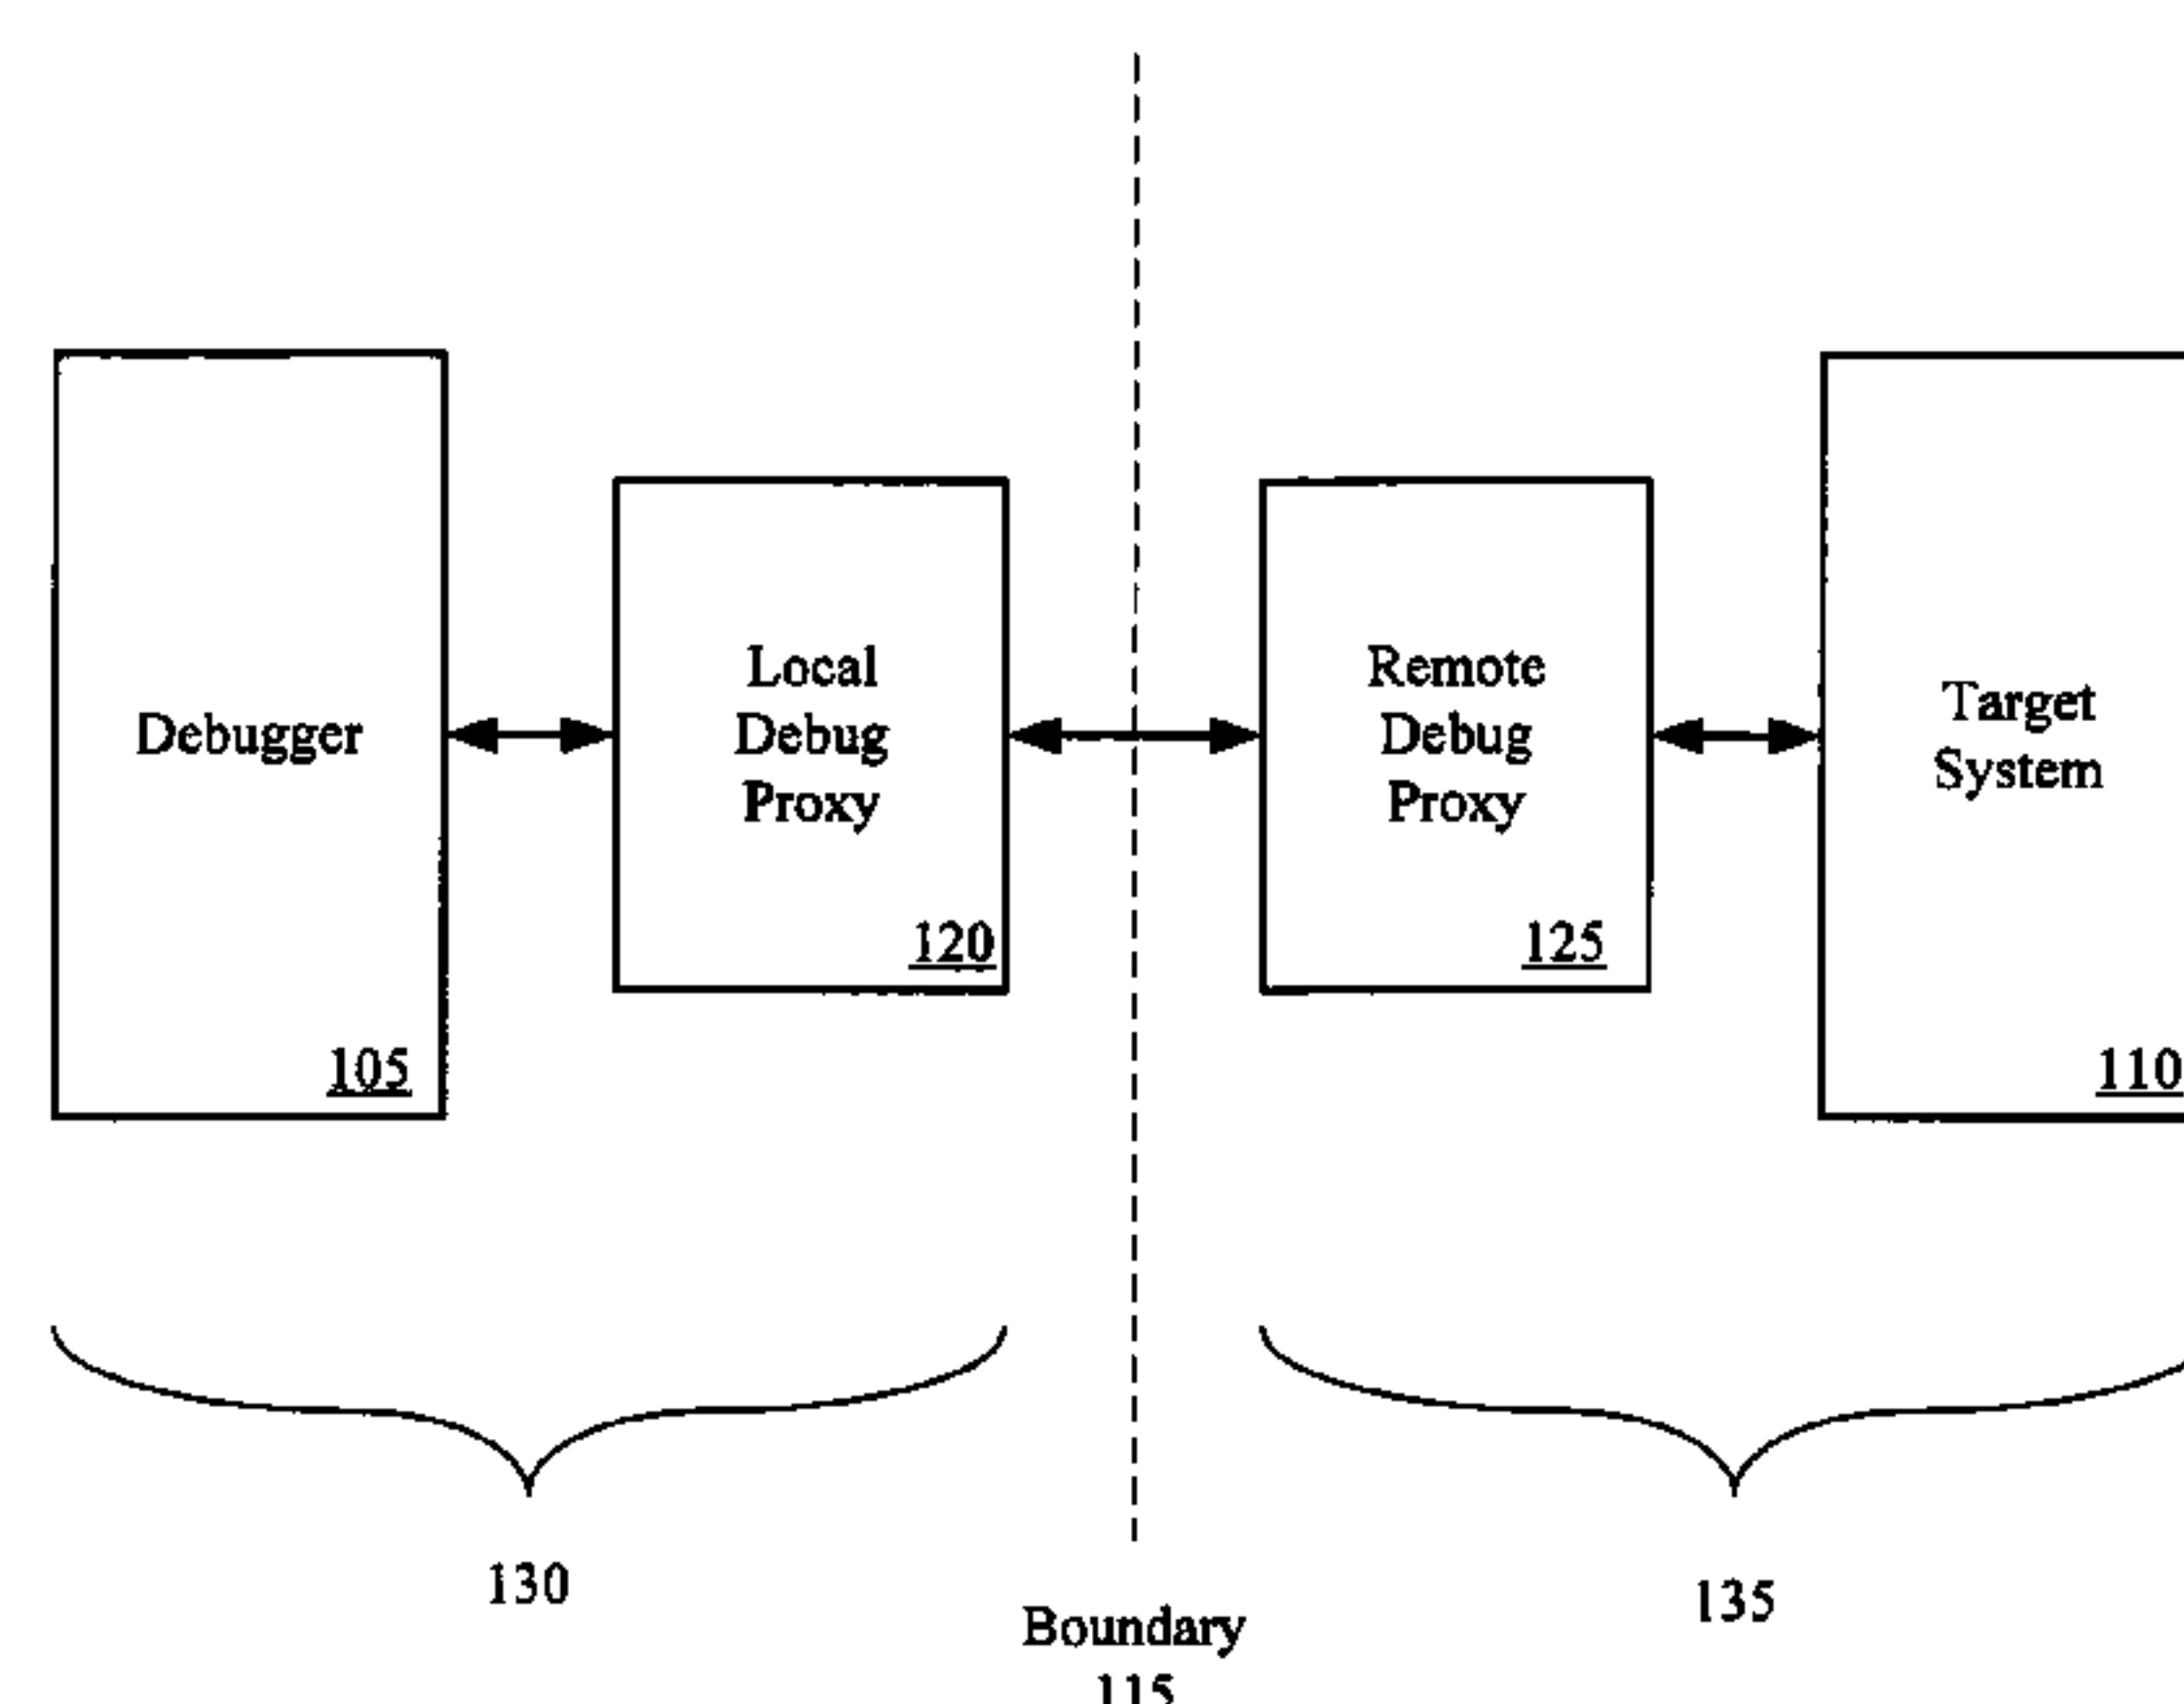 Debugger
105
Local
Debug
Proxy
120
Remote
Debug
Proxy
125
Target
System
110
130
135
Boundary
115